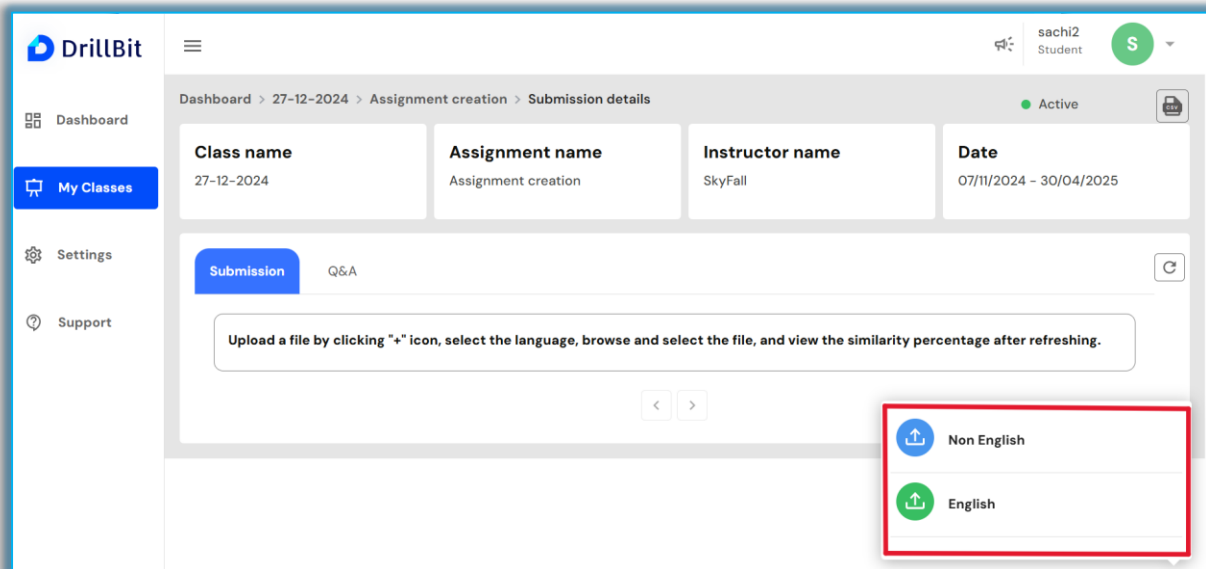 DrillBit
sachi2
Student
S
Dashboard > 27-12-2024 > Assignment creation > Submission details
Active
CSV
Dashboard
My Classes
Settings
Support
Class name
27-12-2024
Assignment name
Assignment creation
Instructor name
SkyFall
Date
07/11/2024 - 30/04/2025
Submission
Q&A
Upload a file by clicking "+" icon, select the language, browse and select the file, and view the similarity percentage after refreshing.
Non English
English